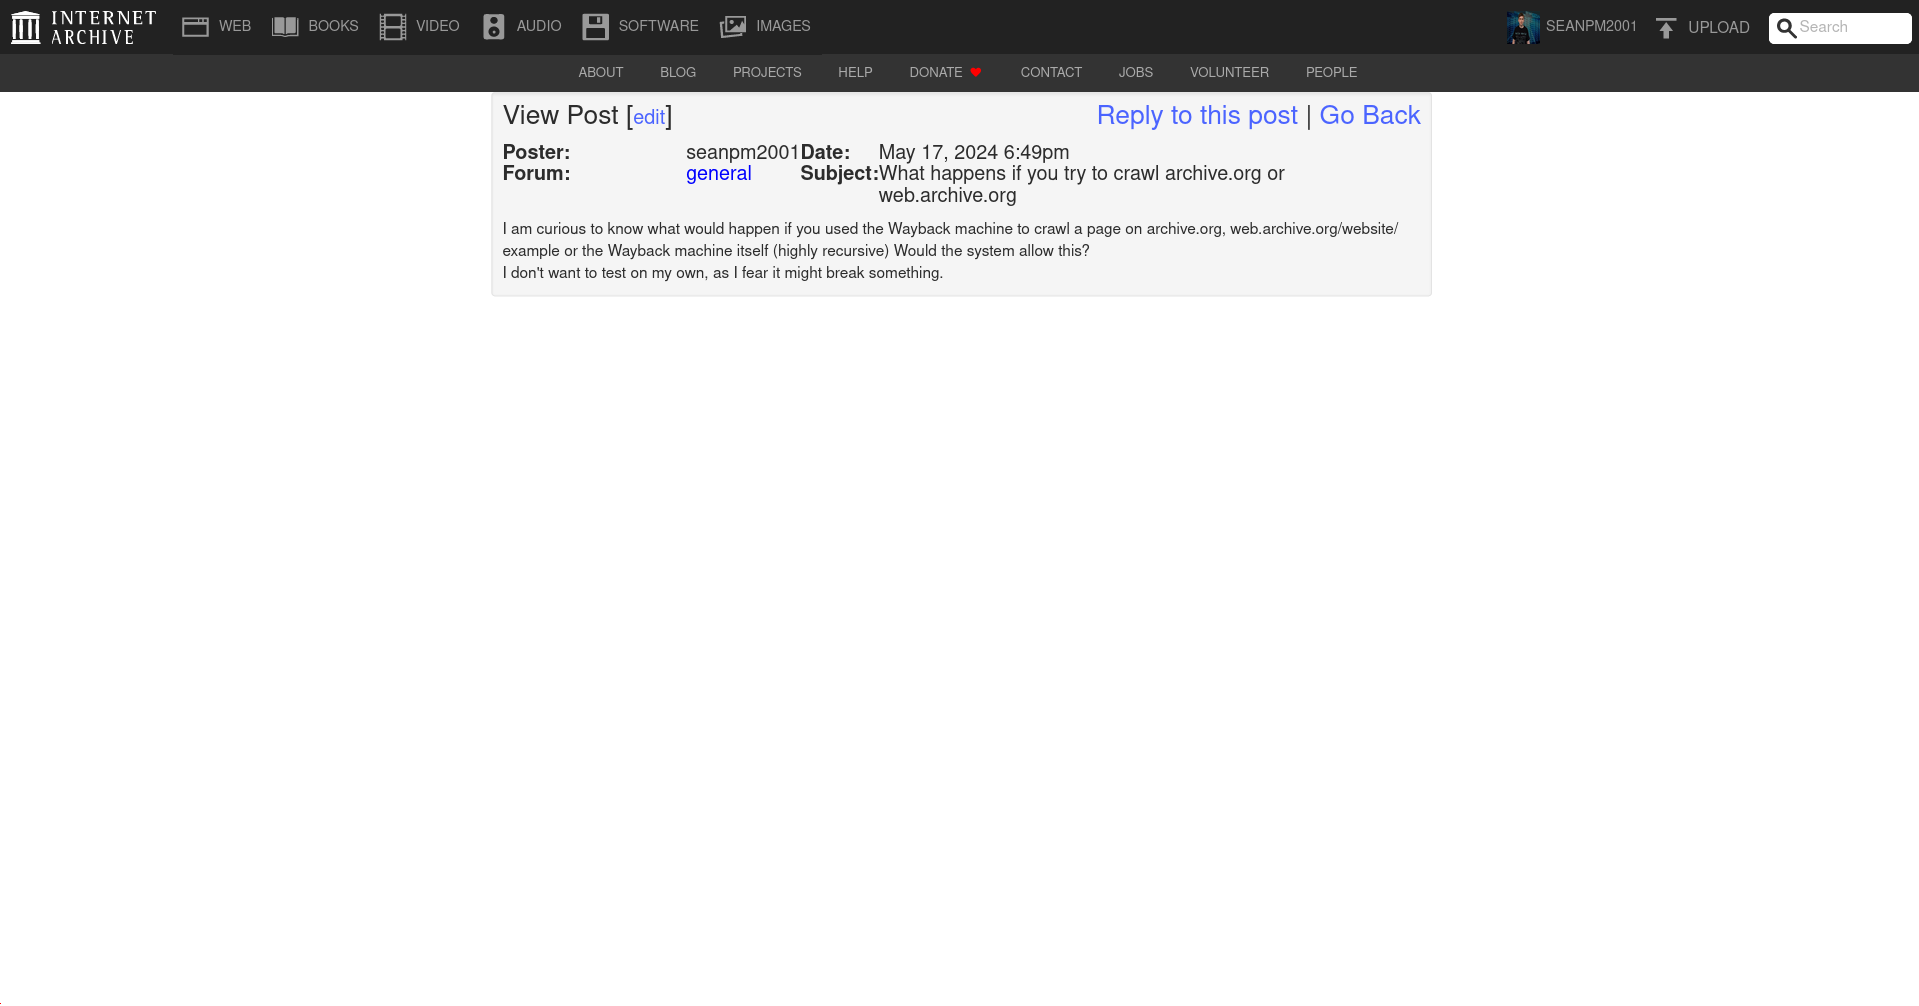 INTERNET ARCHIVE WEB BOOKS VIDEO AUDIO SOFTWARE IMAGES SEANPM2001 UPLOAD Search
ABOUT BLOG PROJECTS HELP DONATE CONTACT JOBS VOLUNTEER PEOPLE
View Post [edit] Reply to this post | Go Back
Poster: seanpm2001 Date: May 17, 2024 6:49pm
Forum: general Subject: What happens if you try to crawl archive.org or
web.archive.org
I am curious to know what would happen if you used the Wayback machine to crawl a page on archive.org, web.archive.org/website/
example or the Wayback machine itself (highly recursive) Would the system allow this?
I don't want to test on my own, as I fear it might break something.